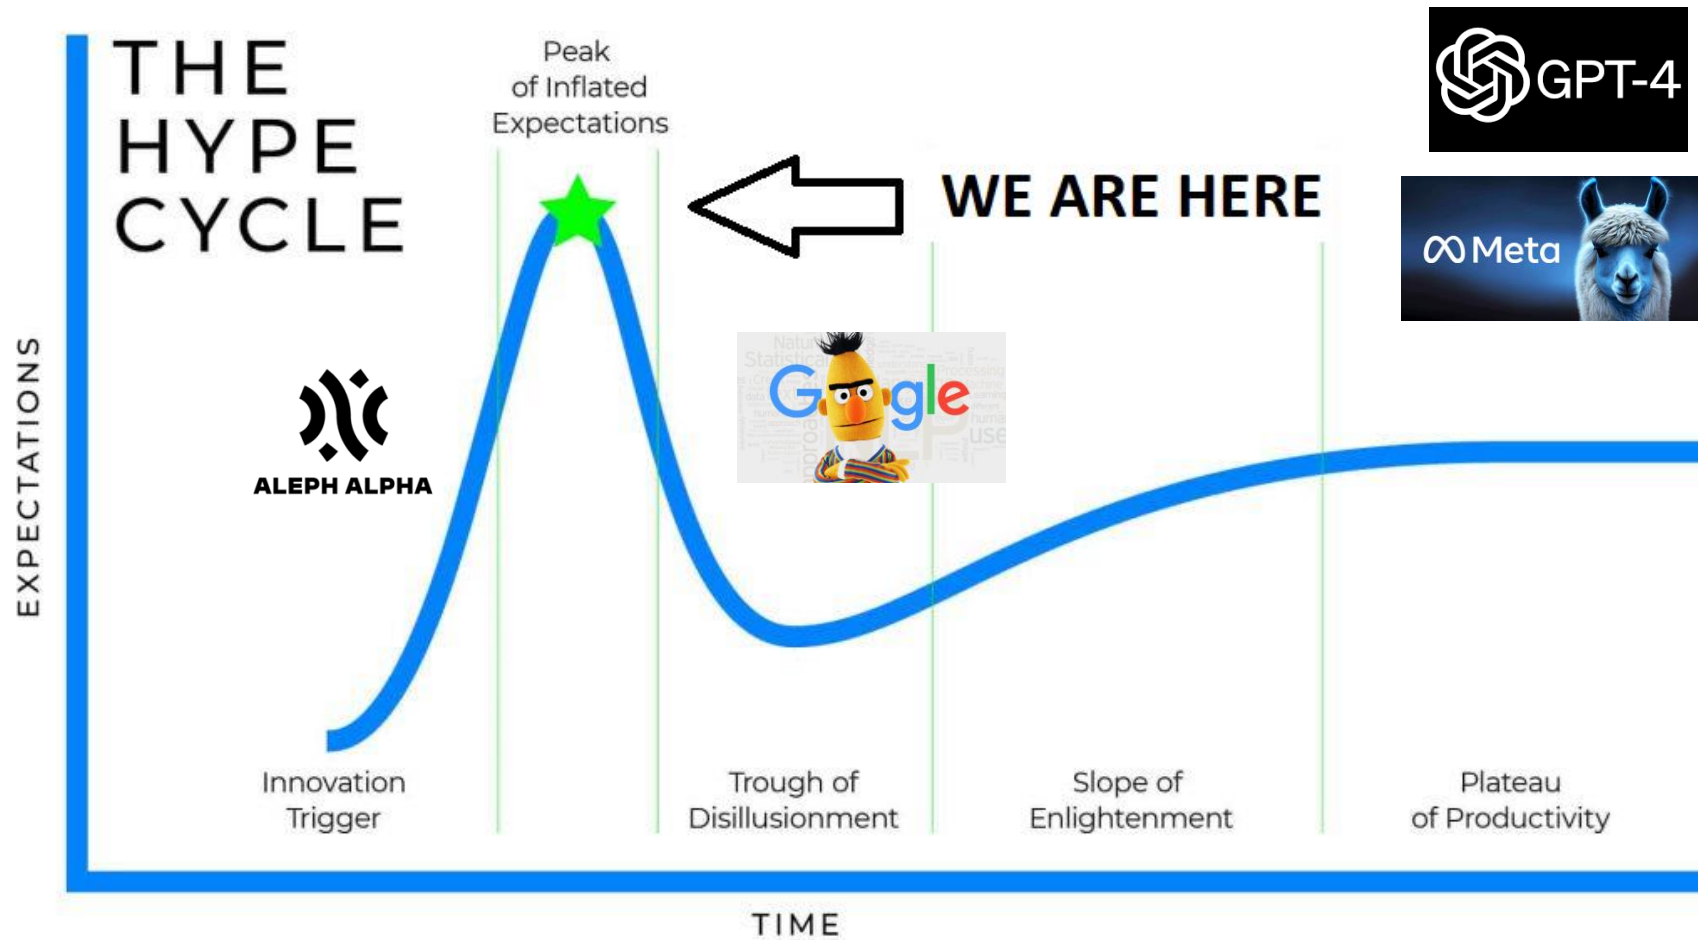 THE
HYPE
CYCLE
Peak
of Inflated
Expectations
WE ARE HERE
GPT-4
Meta
Google
ALEPH ALPHA
EXPECTATIONS
Innovation
Trigger
Trough of
Disillusionment
Slope of
Enlightenment
Plateau
of Productivity
TIME